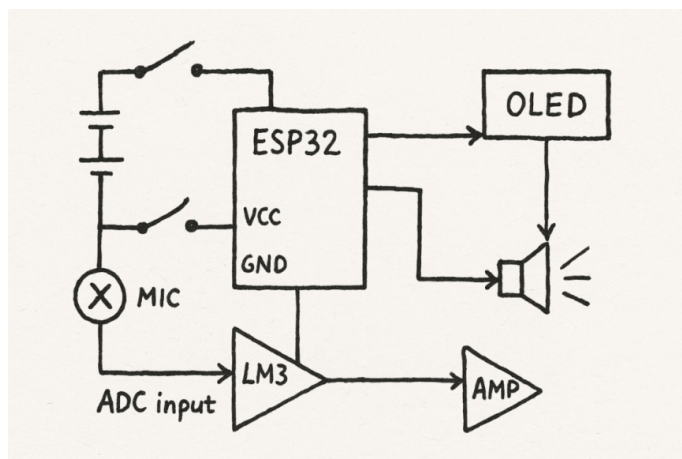 OLED
ESP32
VCC
GND
MIC
LM3
AMP
ADC input